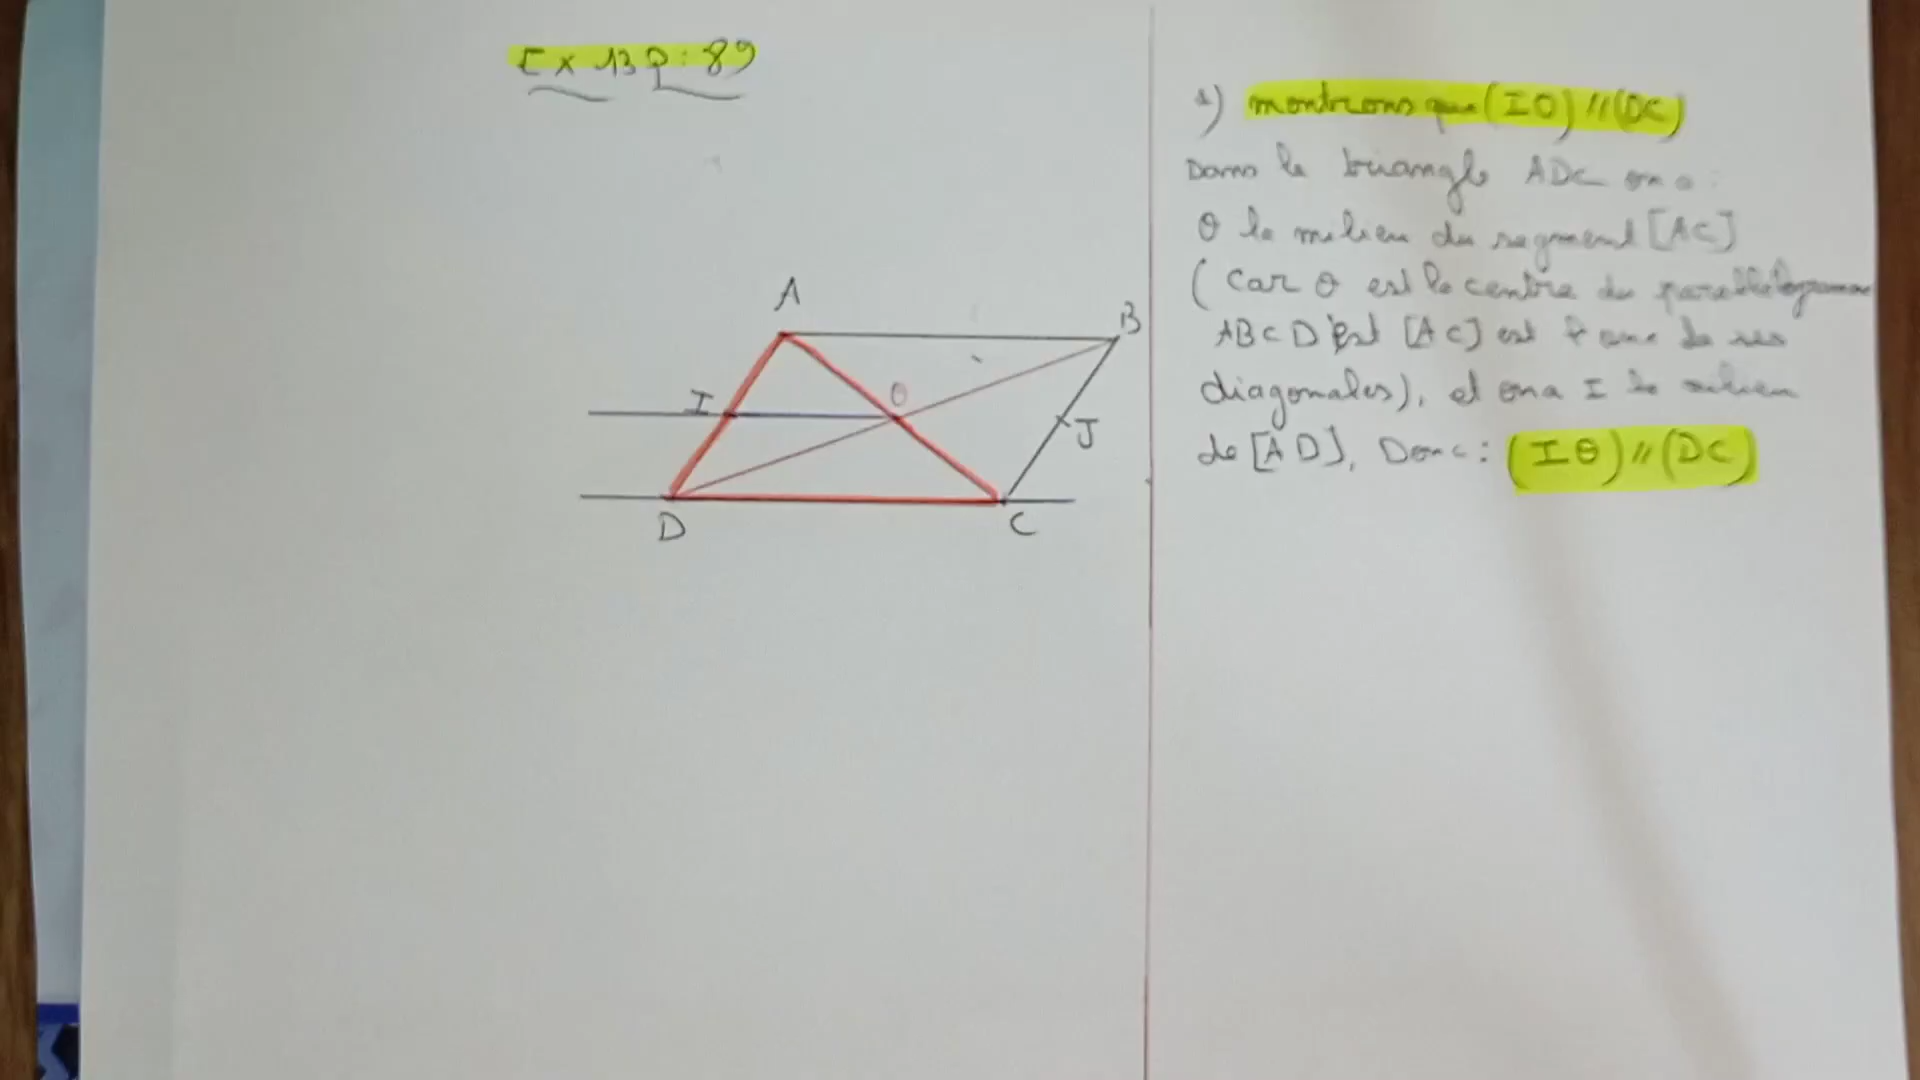 Ex 13 p: 89
1) montrons que (IO) // (DC)
Dans le triangle ADC on a :
O le milieu du segment [AC]
(car O est le centre du parallélogramme
ABCD et [AC] est une de ses
diagonales), et on a I le milieu
de [AD], Donc : (IO) // (DC)
A
B
I
O
J
D
C